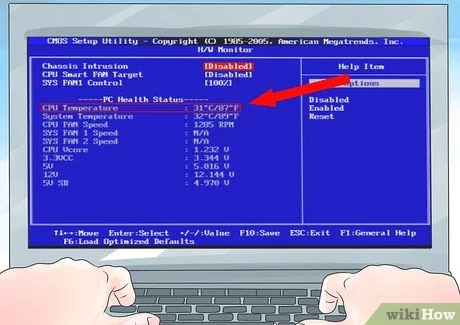 CMOS Setup Utility - Copyright (C) 1985-2005, American Megatrends, Inc.
H/W Monitor
Chassis Intrusion [Disabled]
CPU Smart FAN Target [Disabled]
SYS FAN1 Control [100%]
-----PC Health Status-----
CPU Temperature : 31°C/87°F
System Temperature : 32°C/89°F
CPU FAN Speed : 1285 RPM
SYS FAN 1 Speed : N/A
SYS FAN 2 Speed : N/A
CPU Vcore : 1.232 V
3.3VCC : 3.344 V
5V : 5.016 V
12V : 12.144 V
5V SB : 4.970 V
Help Item
Options
Disabled
Enabled
Reset
↑↓←→:Move Enter:Select +/-/:Value F10:Save ESC:Exit F1:General Help
F6:Load Optimized Defaults
wikiHow